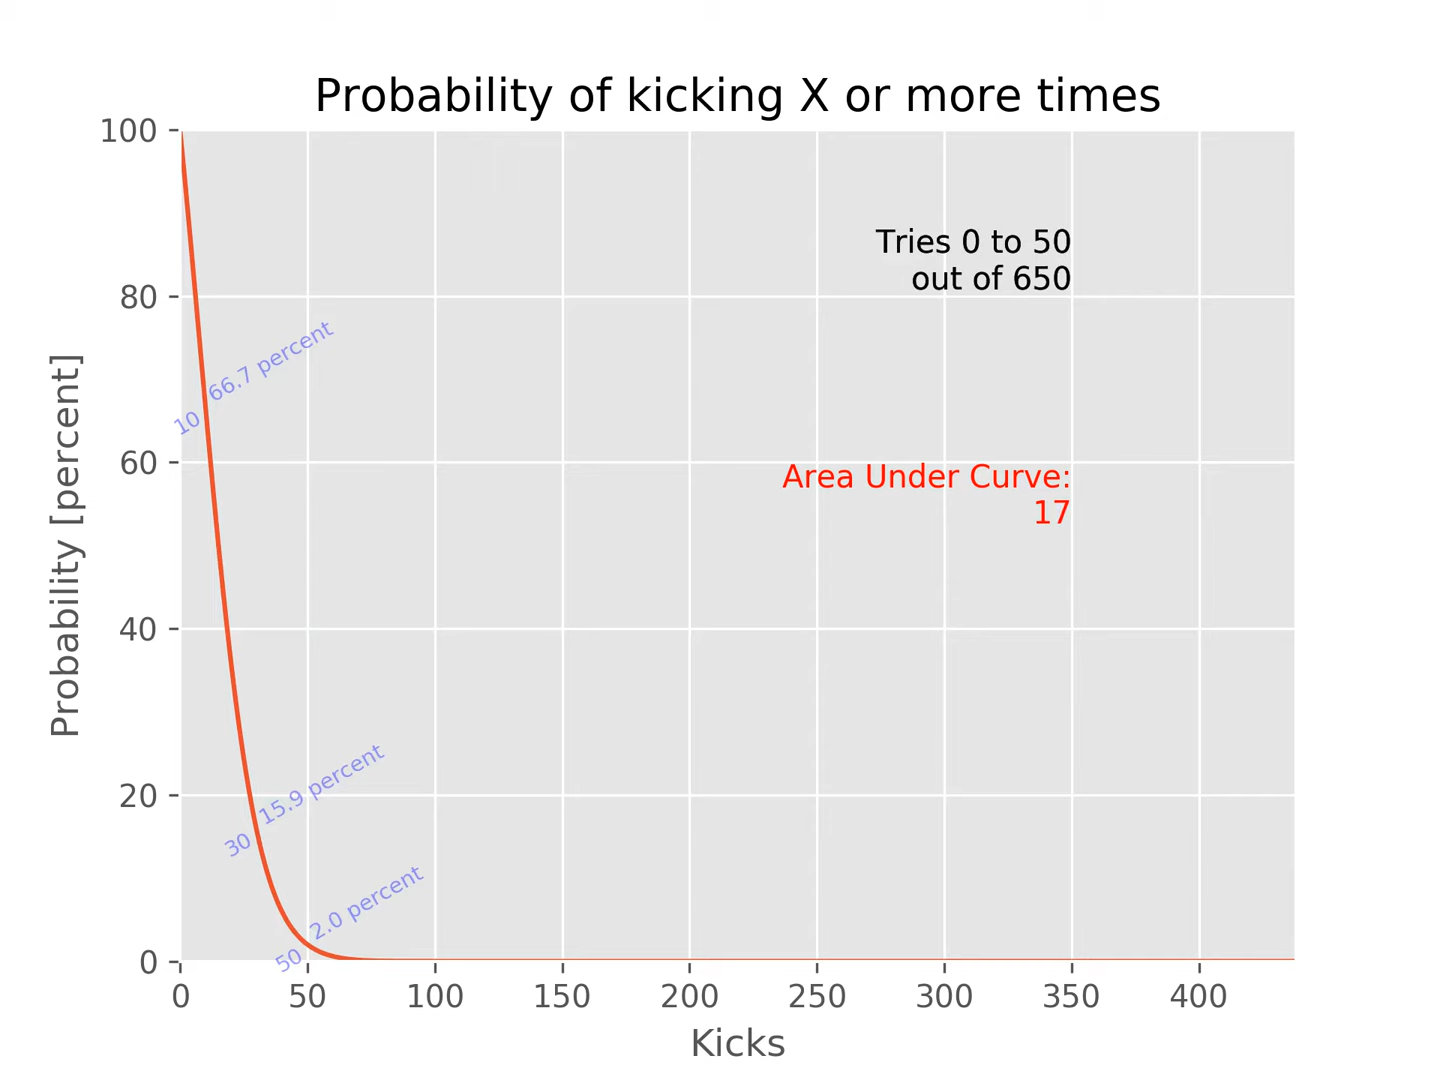 Probability of kicking X or more times
100
80
60
40
20
0
Probability [percent]
Tries 0 to 50
out of 650
Area Under Curve:
17
10 66.7 percent
30 15.9 percent
50 2.0 percent
0 50 100 150 200 250 300 350 400
Kicks